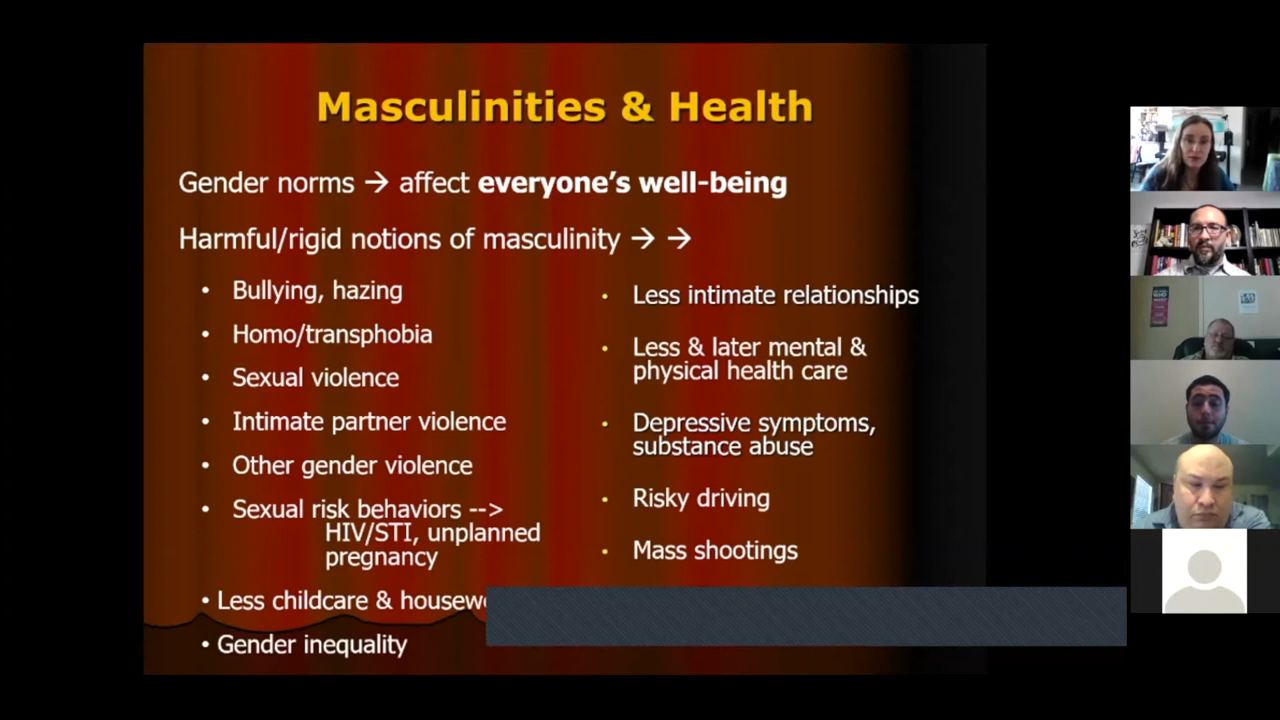 Masculinities & Health
Gender norms → affect everyone's well-being
Harmful/rigid notions of masculinity → →
• Bullying, hazing
• Homo/transphobia
• Sexual violence
• Intimate partner violence
• Other gender violence
• Sexual risk behaviors -->
HIV/STI, unplanned
pregnancy
• Less childcare &
• Gender inequality
• Less intimate relationships
• Less & later mental &
physical health care
• Depressive symptoms,
substance abuse
• Risky driving
• Mass shootings